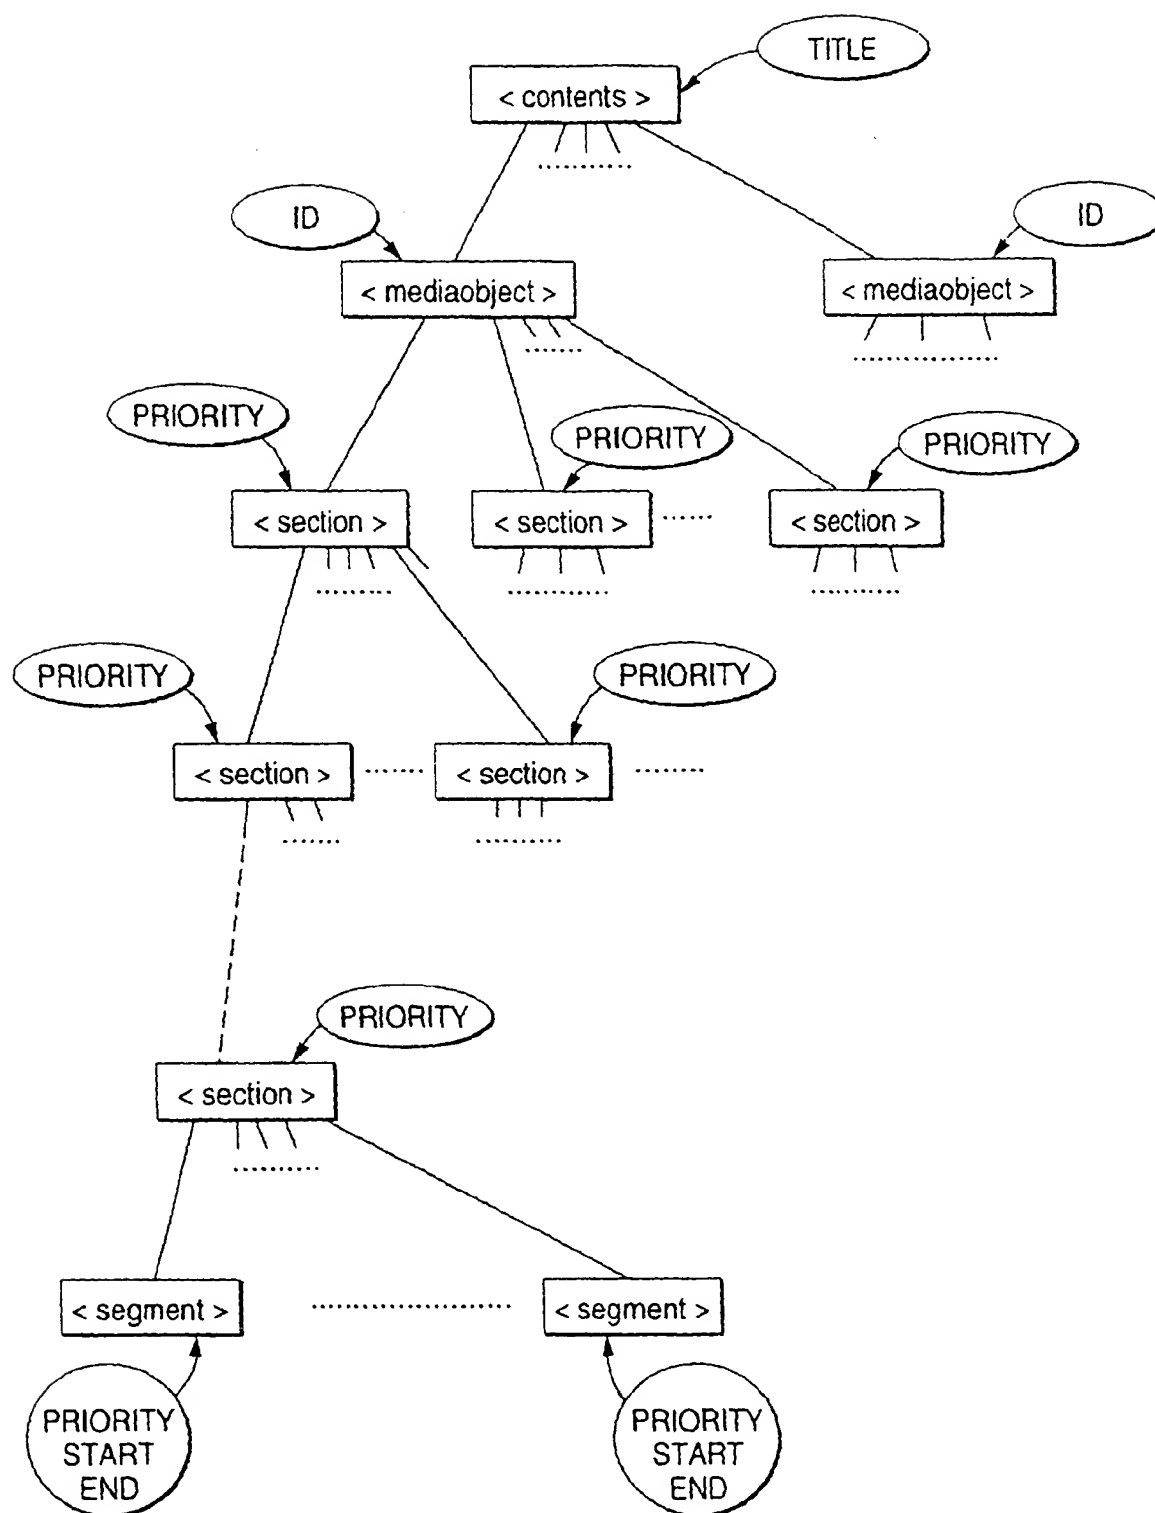 TITLE
< contents >
ID
ID
< mediaobject >
< mediaobject >
PRIORITY
PRIORITY
PRIORITY
< section >
< section >
< section >
PRIORITY
PRIORITY
< section >
< section >
PRIORITY
< section >
< segment >
< segment >
PRIORITY
START
END
PRIORITY
START
END